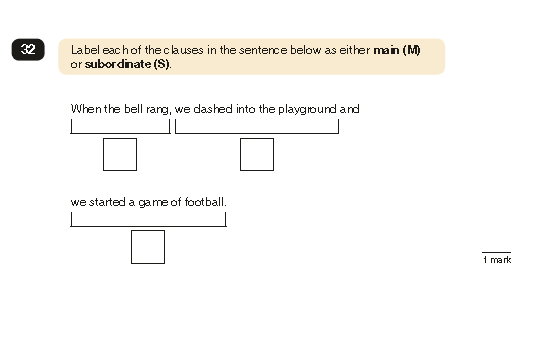 32
Label each of the clauses in the sentence below as either main (M)
or subordinate (S).
When the bell rang, we dashed into the playground and
we started a game of football.
1 mark